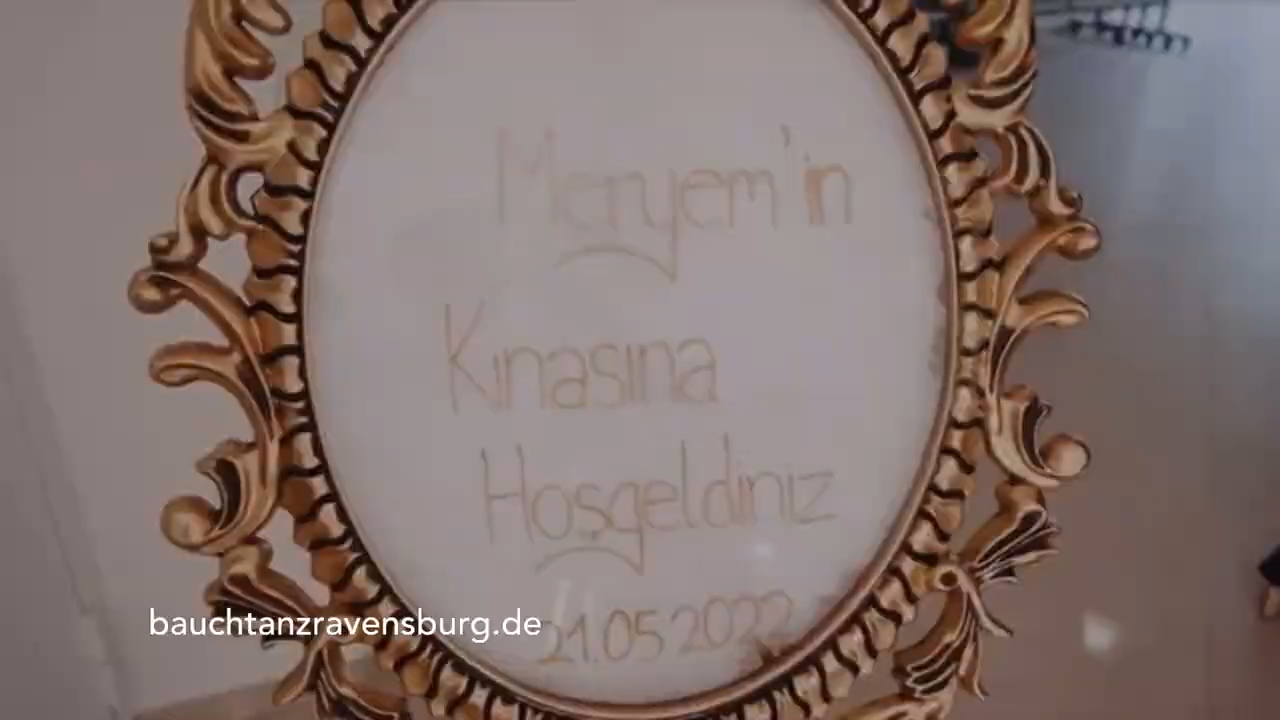 Meryem'in
Kınasına
Hoşgeldiniz
21.05.2022
bauchtanzravensburg.de